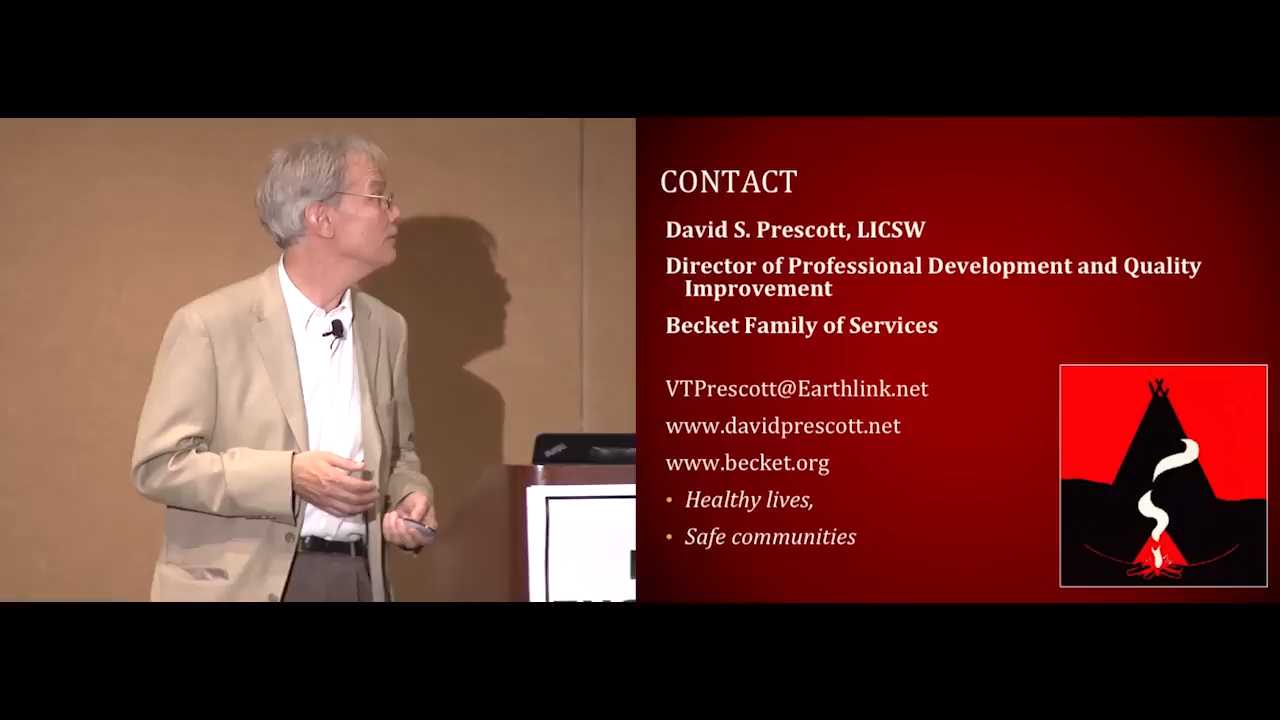 CONTACT
David S. Prescott, LICSW
Director of Professional Development and Quality
Improvement
Becket Family of Services
VTPrescott@Earthlink.net
www.davidprescott.net
www.becket.org
• Healthy lives,
• Safe communities